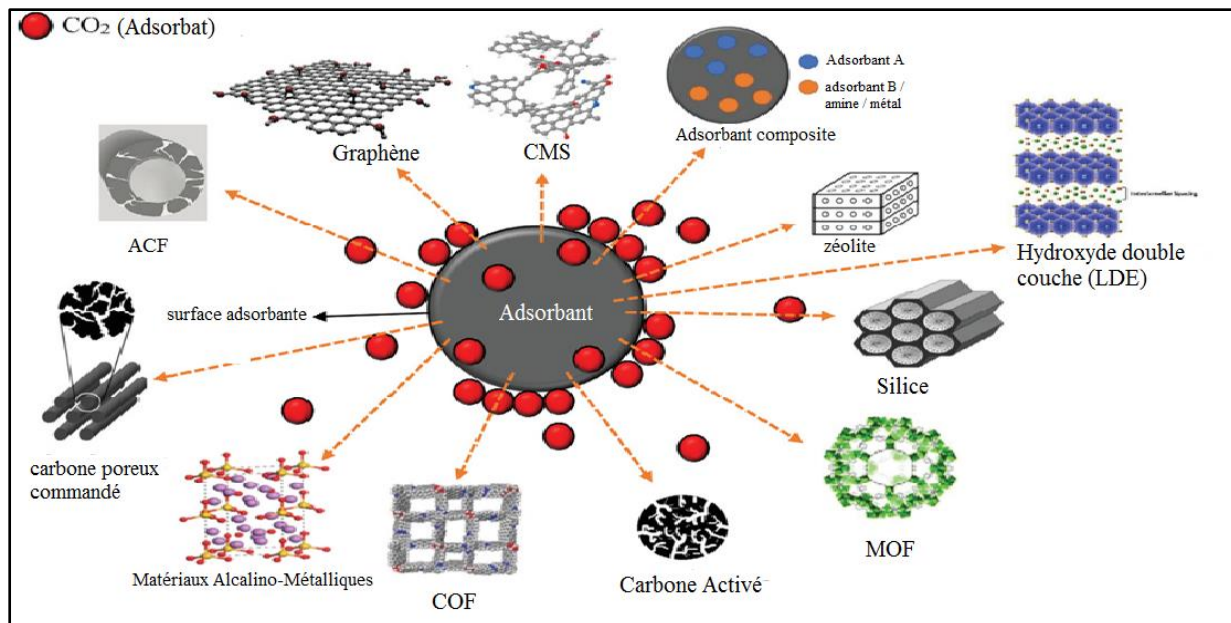 CO₂ (Adsorbat)
Graphène
CMS
Adsorbant A
adsorbant B /
amine / métal
Adsorbant composite
ACF
zéolite
Hydroxyde double
couche (LDE)
surface adsorbante
Adsorbant
Silice
carbone poreux
commandé
Matériaux Alcalino-Métalliques
COF
Carbone Activé
MOF